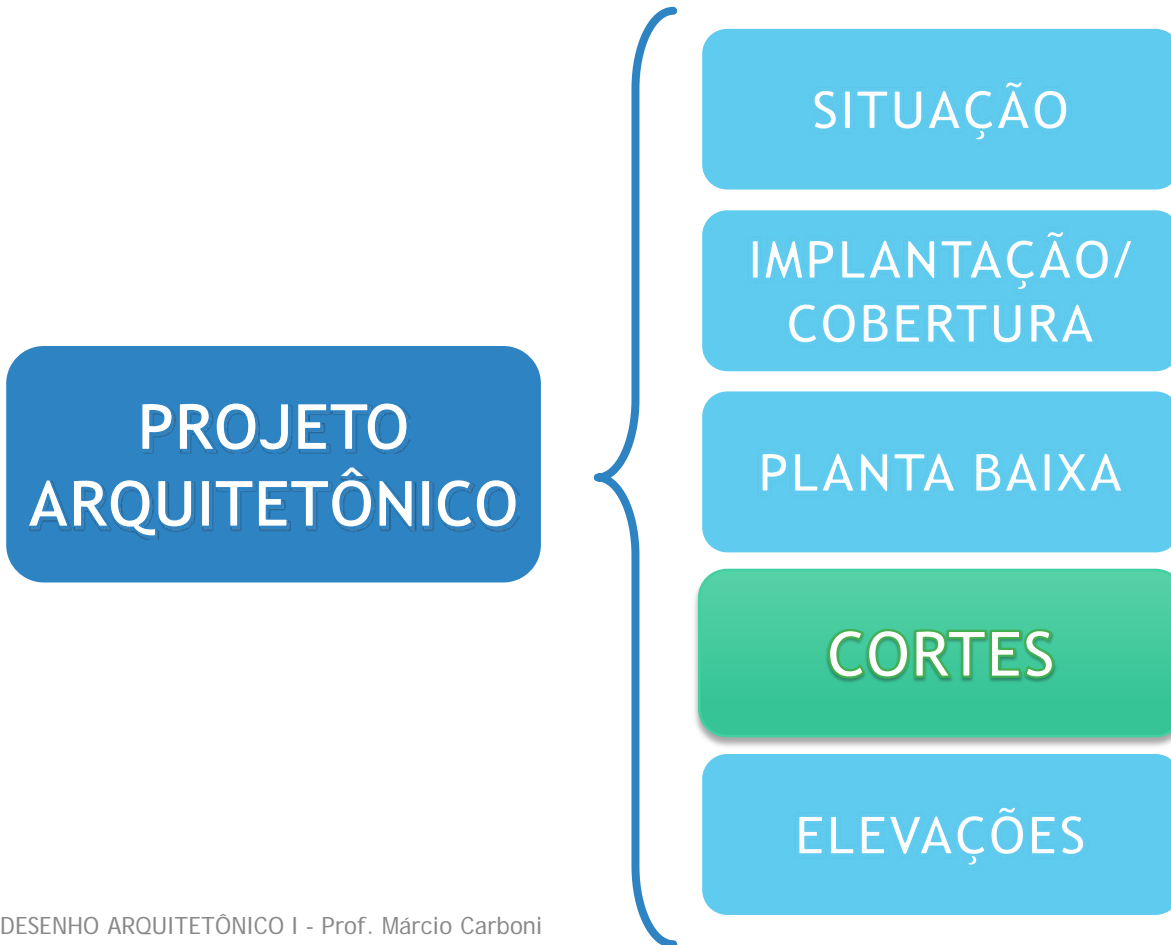 PROJETO
ARQUITETÔNICO
SITUAÇÃO
IMPLANTAÇÃO/
COBERTURA
PLANTA BAIXA
CORTES
ELEVAÇÕES
DESENHO ARQUITETÔNICO I - Prof. Márcio Carboni